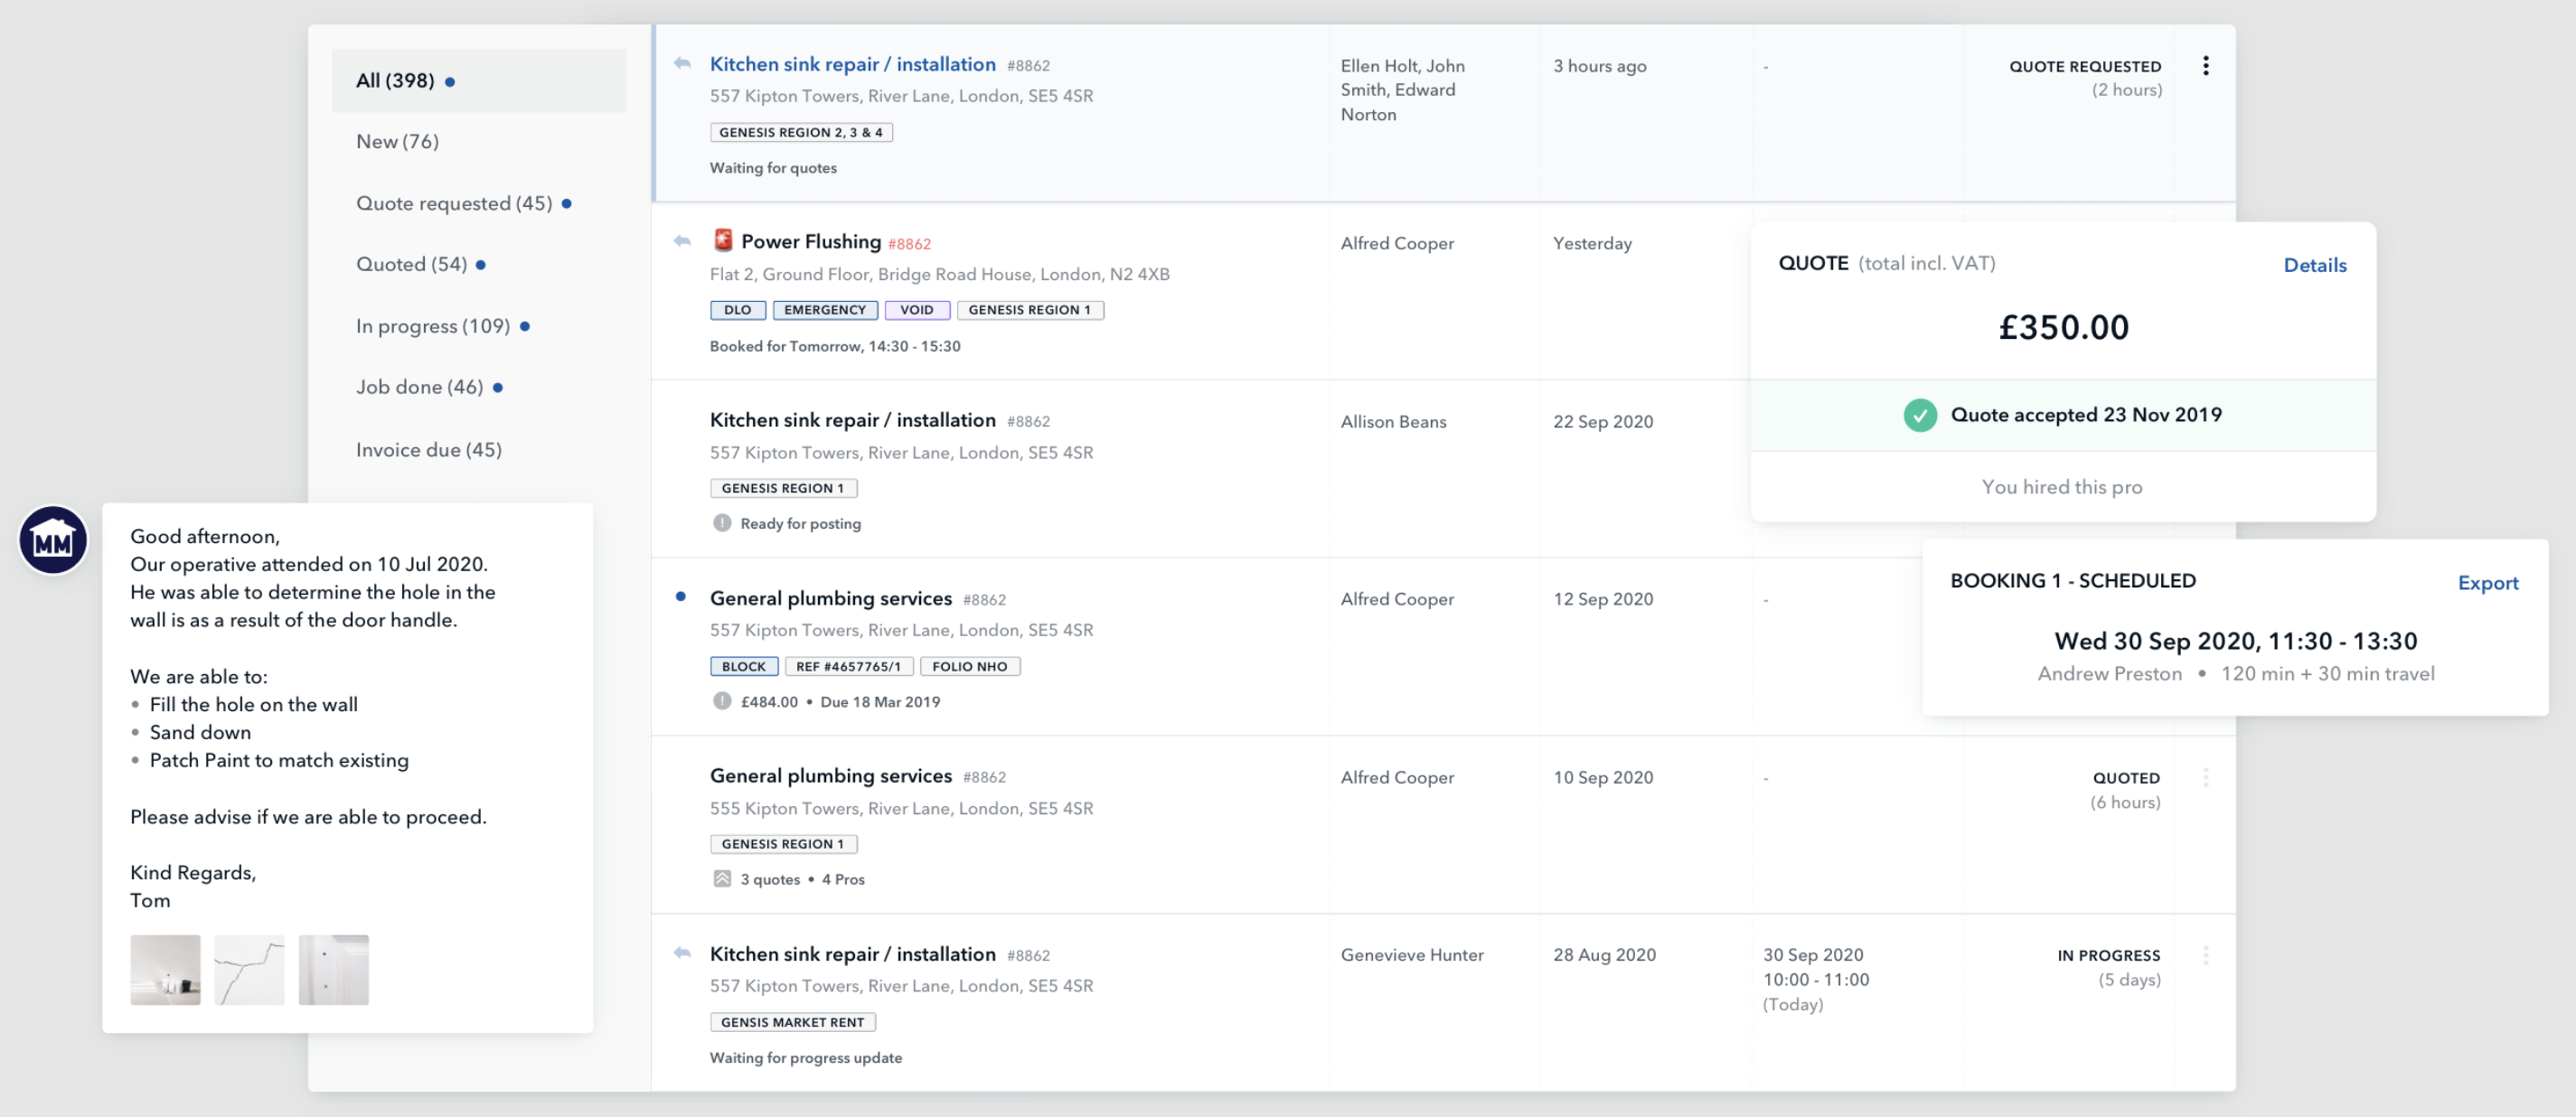 All (398)
New (76)
Quote requested (45)
Quoted (54)
In progress (109)
Job done (46)
Invoice due (45)
MM
Good afternoon,
Our operative attended on 10 Jul 2020.
He was able to determine the hole in the
wall is as a result of the door handle.
We are able to:
• Fill the hole on the wall
• Sand down
• Patch Paint to match existing
Please advise if we are able to proceed.
Kind Regards,
Tom
Kitchen sink repair / installation #8862
557 Kipton Towers, River Lane, London, SE5 4SR
GENESIS REGION 2, 3 & 4
Waiting for quotes
Ellen Holt, John
Smith, Edward
Norton
3 hours ago
-
QUOTE REQUESTED
(2 hours)
Power Flushing #8862
Flat 2, Ground Floor, Bridge Road House, London, N2 4XB
DLO EMERGENCY VOID GENESIS REGION 1
Booked for Tomorrow, 14:30 - 15:30
Alfred Cooper
Yesterday
Kitchen sink repair / installation #8862
557 Kipton Towers, River Lane, London, SE5 4SR
GENESIS REGION 1
! Ready for posting
Allison Beans
22 Sep 2020
General plumbing services #8862
557 Kipton Towers, River Lane, London, SE5 4SR
BLOCK REF #4657765/1 FOLIO NHO
! £484.00 • Due 18 Mar 2019
Alfred Cooper
12 Sep 2020
-
General plumbing services #8862
555 Kipton Towers, River Lane, London, SE5 4SR
GENESIS REGION 1
3 quotes • 4 Pros
Alfred Cooper
10 Sep 2020
-
QUOTED
(6 hours)
Kitchen sink repair / installation #8862
557 Kipton Towers, River Lane, London, SE5 4SR
GENSIS MARKET RENT
Waiting for progress update
Genevieve Hunter
28 Aug 2020
30 Sep 2020
10:00 - 11:00
(Today)
IN PROGRESS
(5 days)
QUOTE (total incl. VAT) Details
£350.00
Quote accepted 23 Nov 2019
You hired this pro
BOOKING 1 - SCHEDULED Export
Wed 30 Sep 2020, 11:30 - 13:30
Andrew Preston • 120 min + 30 min travel